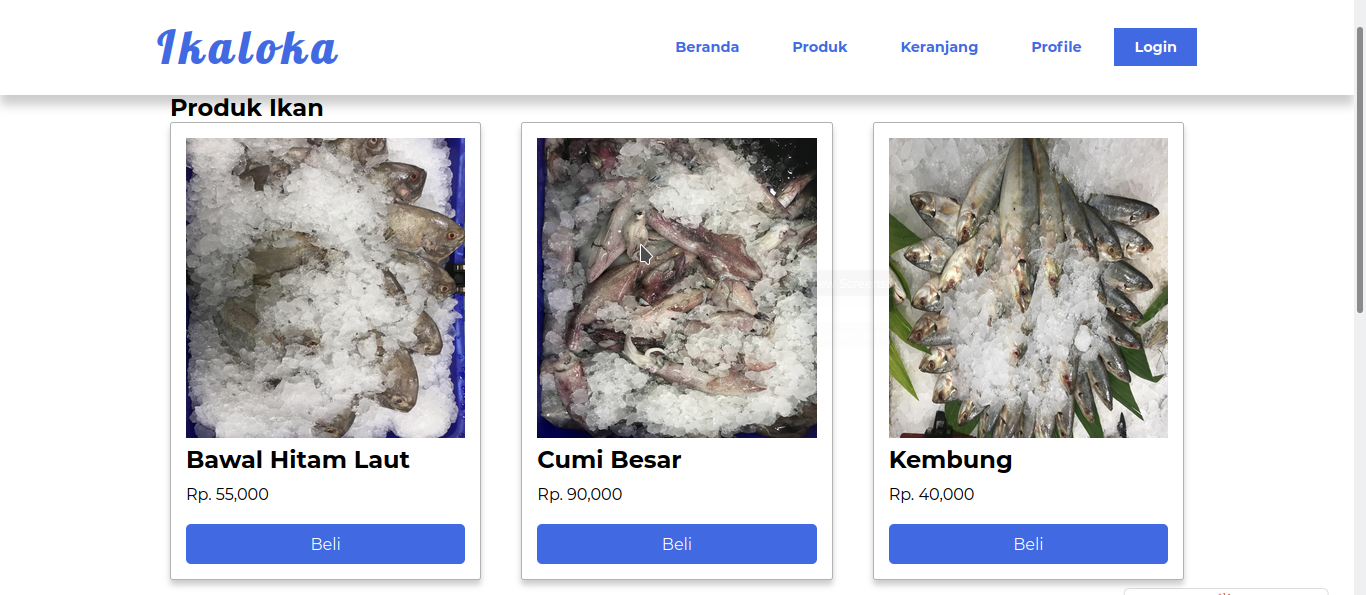 Ikaloka
Beranda
Produk
Keranjang
Profile
Login
Produk Ikan
Bawal Hitam Laut
Rp. 55,000
Beli
Cumi Besar
Rp. 90,000
Beli
Kembung
Rp. 40,000
Beli